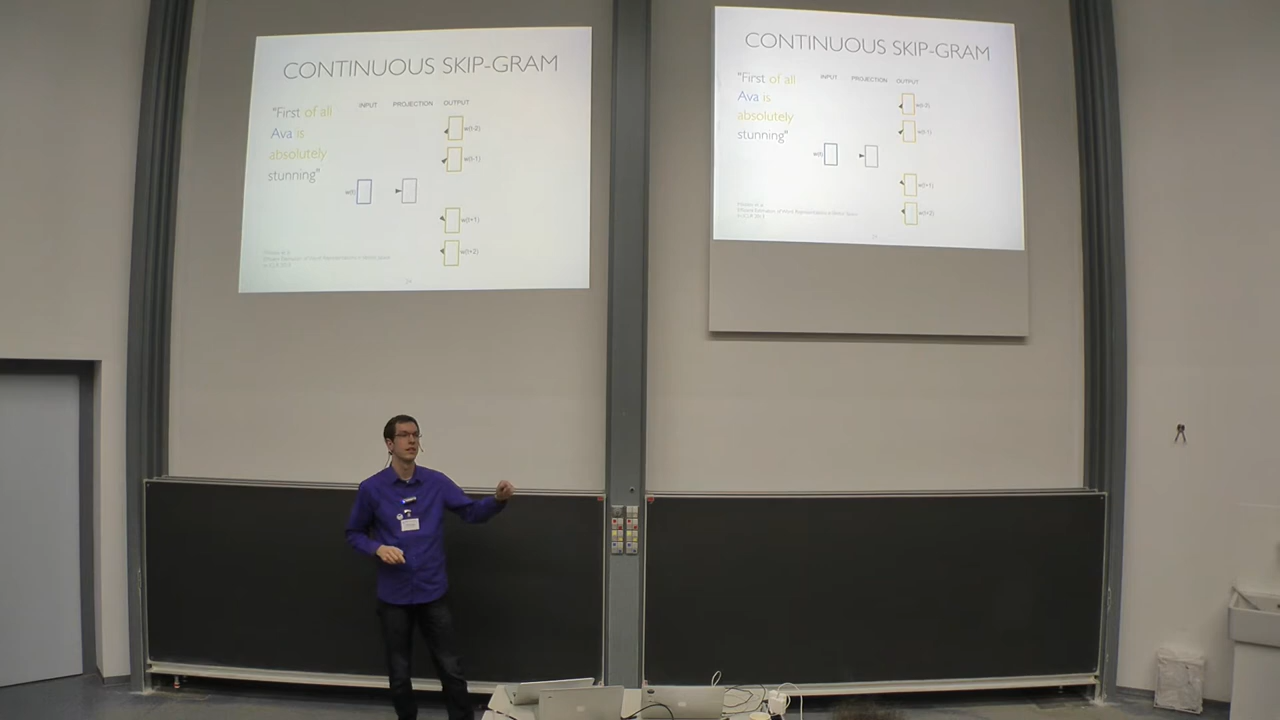 CONTINUOUS SKIP-GRAM
"First of all
Ava is
absolutely
stunning"
INPUT PROJECTION OUTPUT
w(t-2)
w(t-1)
w(t)
w(t+1)
w(t+2)
CONTINUOUS SKIP-GRAM
"First of all
Ava is
absolutely
stunning"
INPUT PROJECTION OUTPUT
w(t-2)
w(t-1)
w(t)
w(t+1)
w(t+2)